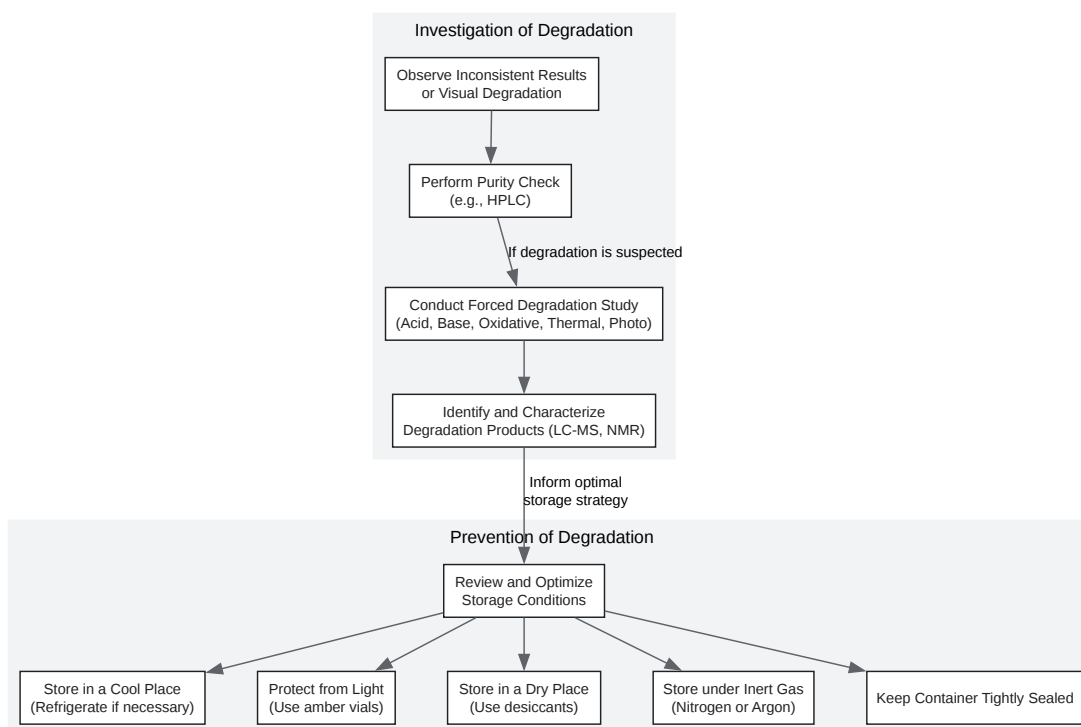 Investigation of Degradation
Observe Inconsistent Results
or Visual Degradation
Perform Purity Check
(e.g., HPLC)
If degradation is suspected
Conduct Forced Degradation Study
(Acid, Base, Oxidative, Thermal, Photo)
Identify and Characterize
Degradation Products (LC-MS, NMR)
Inform optimal
storage strategy
Prevention of Degradation
Review and Optimize
Storage Conditions
Store in a Cool Place
(Refrigerate if necessary)
Protect from Light
(Use amber vials)
Store in a Dry Place
(Use desiccants)
Store under Inert Gas
(Nitrogen or Argon)
Keep Container Tightly Sealed